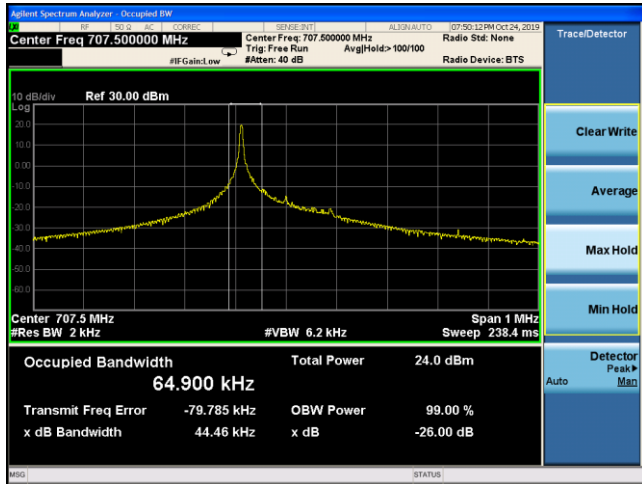 Agilent Spectrum Analyzer - Occupied BW
RF 50 Ω AC CORREC SENSE:INT ALIGN AUTO 07:50:12 PM Oct 24, 2019
Center Freq 707.500000 MHz
Center Freq: 707.500000 MHz
Radio Std: None
Trig: Free Run Avg|Hold:> 100/100
#IFGain:Low #Atten: 40 dB
Radio Device: BTS
10 dB/div Ref 30.00 dBm
Log
20.0
10.0
0.00
-10.0
-20.0
-30.0
-40.0
-50.0
-60.0
Center 707.5 MHz Span 1 MHz
#Res BW 2 kHz #VBW 6.2 kHz Sweep 238.4 ms
Occupied Bandwidth Total Power 24.0 dBm
64.900 kHz
Transmit Freq Error -79.785 kHz OBW Power 99.00 %
x dB Bandwidth 44.46 kHz x dB -26.00 dB
MSG STATUS
Trace/Detector
Clear Write
Average
Max Hold
Min Hold
Detector
Peak▶
Auto Man